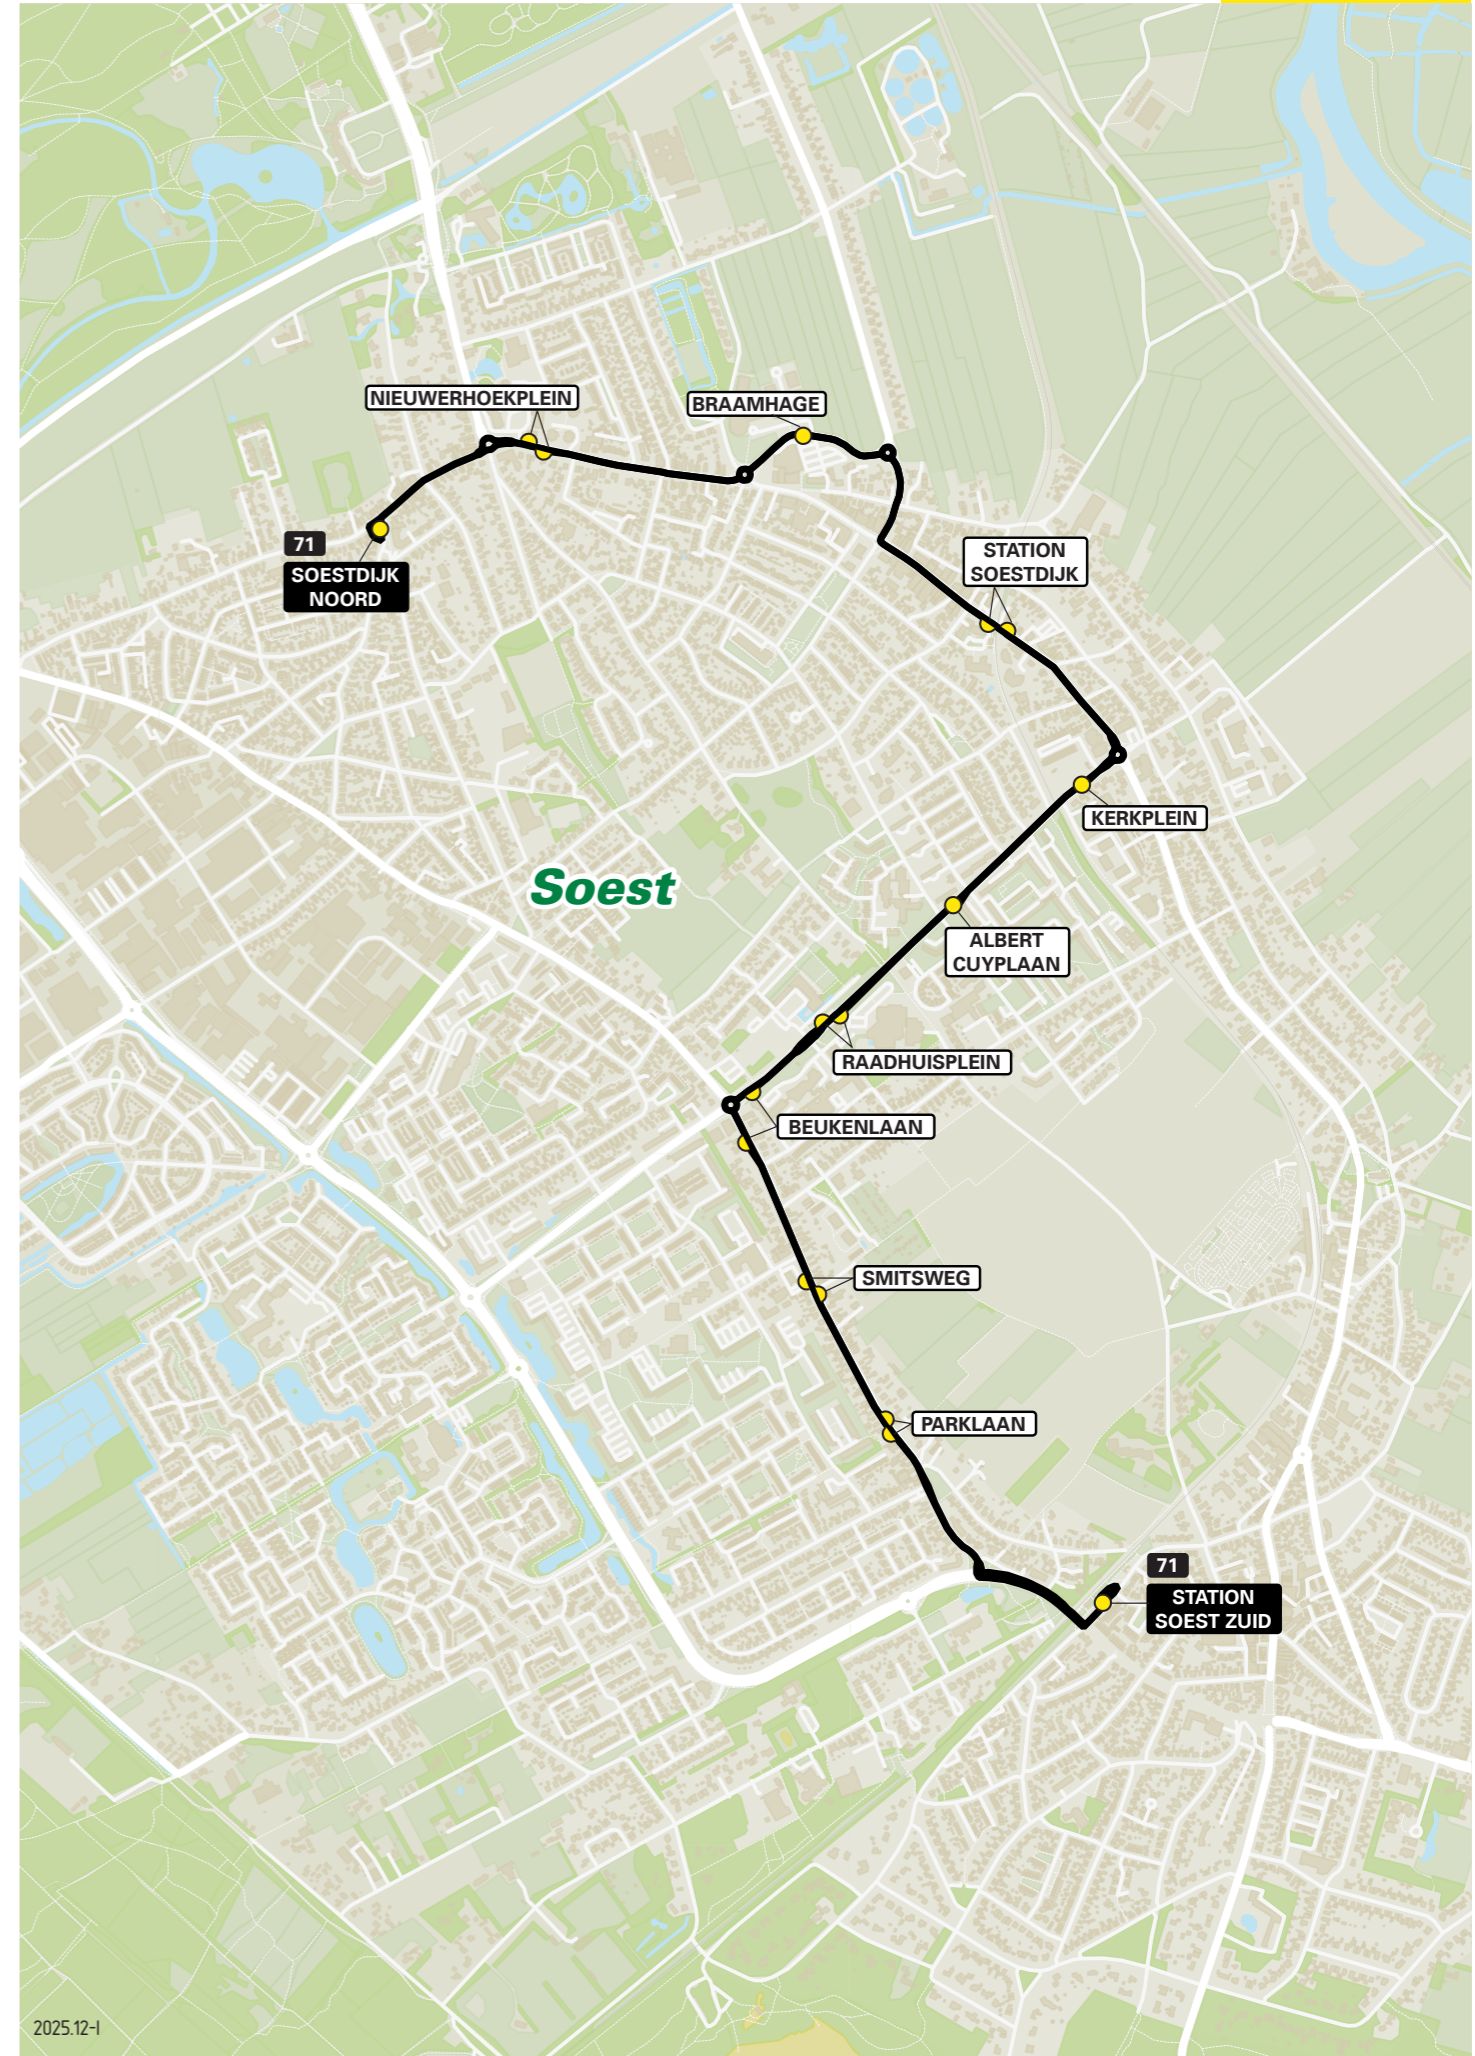 NIEUWERHOEKPLEIN
BRAAMHAGE
71
SOESTDIJK
NOORD
STATION
SOESTDIJK
KERKPLEIN
Soest
ALBERT
CUYPLAAN
RAADHUISPLEIN
BEUKENLAAN
SMITSWEG
PARKLAAN
71
STATION
SOEST ZUID
2025.12-I